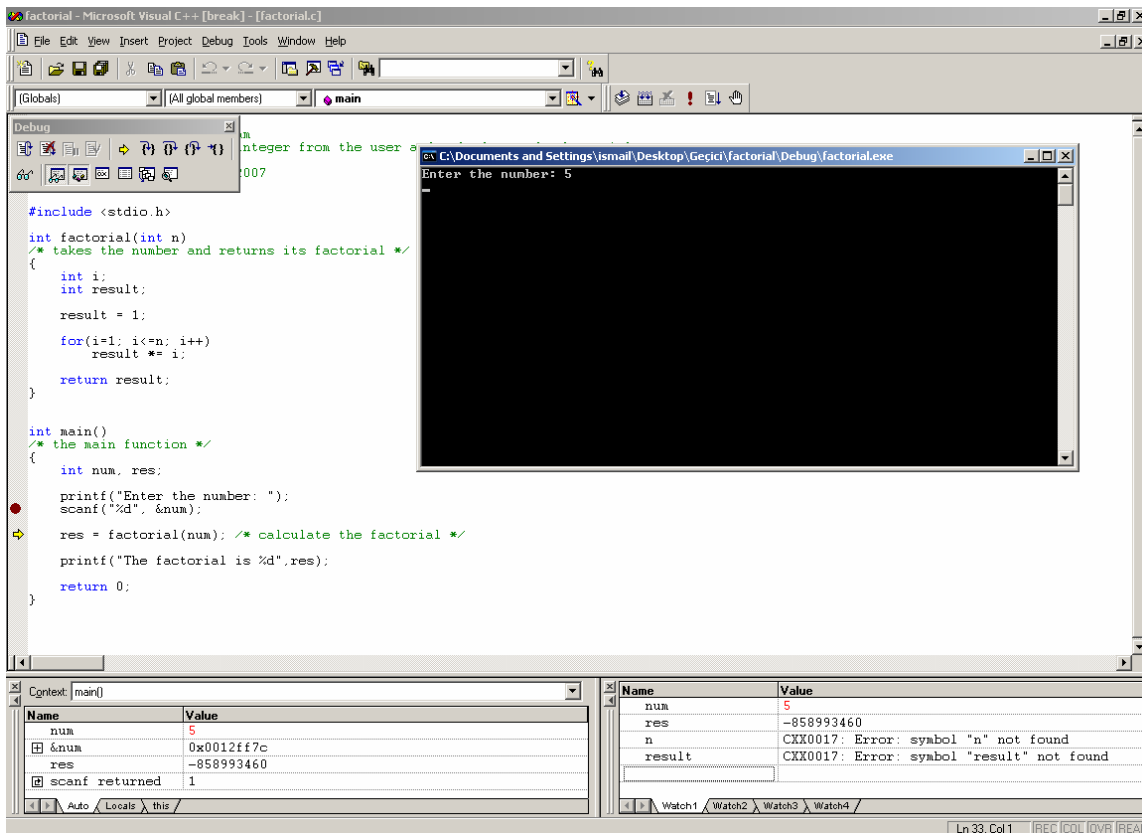 factorial - Microsoft Visual C++ [break] - [factorial.c]
File Edit View Insert Project Debug Tools Window Help
(Globals) (All global members) main
Debug
integer from the user
2007
#include <stdio.h>
int factorial(int n)
/* takes the number and returns its factorial */
{
int i;
int result;
result = 1;
for(i=1; i<=n; i++)
result *= i;
return result;
}
int main()
/* the main function */
{
int num, res;
printf("Enter the number: ");
scanf("%d", &num);
res = factorial(num); /* calculate the factorial */
printf("The factorial is %d",res);
return 0;
}
C:\Documents and Settings\ismail\Desktop\Geçici\factorial\Debug\factorial.exe
Enter the number: 5
Context: main()
Name Value
num 5
&num 0x0012ff7c
res -858993460
scanf returned 1
Auto Locals this
Name Value
num 5
res -858993460
n CXX0017: Error: symbol "n" not found
result CXX0017: Error: symbol "result" not found
Watch1 Watch2 Watch3 Watch4
Ln 33, Col 1 REC COL OVR REA